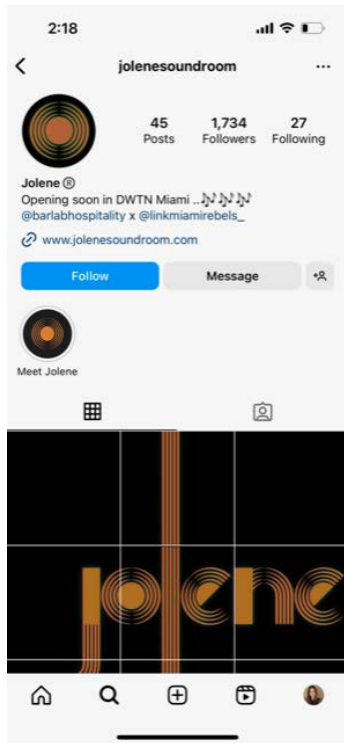 2:18
jolenesoundroom
45 1,734 27
Posts Followers Following
Jolene ®
Opening soon in DWTN Miami ..🎶🎶🎶
@barlabhospitality x @linkmiamirebels_
www.jolenesoundroom.com
Follow Message
Meet Jolene
jolene